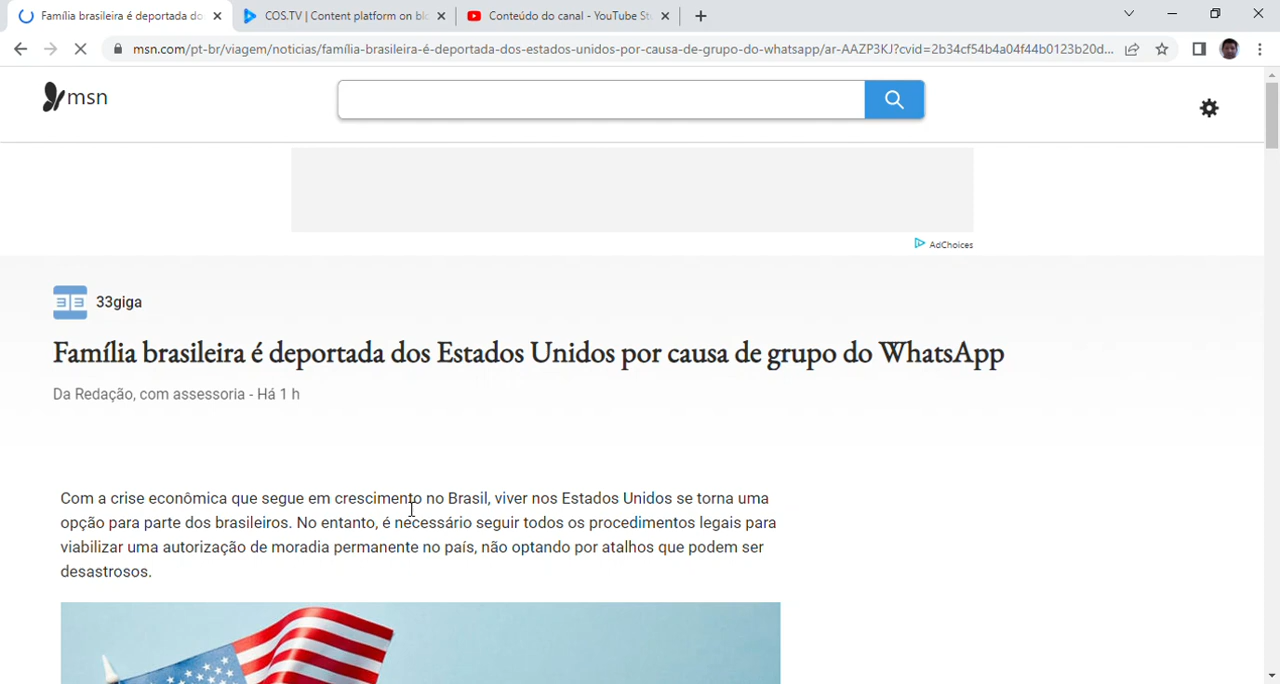 Família brasileira é deportada do
COS.TV | Content platform on blo
Conteúdo do canal - YouTube St
msn.com/pt-br/viagem/noticias/família-brasileira-é-deportada-dos-estados-unidos-por-causa-de-grupo-do-whatsapp/ar-AAZP3KJ?cvid=2b34cf54b4a04f44b0123b20d...
msn
AdChoices
33giga
Família brasileira é deportada dos Estados Unidos por causa de grupo do WhatsApp
Da Redação, com assessoria - Há 1 h
Com a crise econômica que segue em crescimento no Brasil, viver nos Estados Unidos se torna uma
opção para parte dos brasileiros. No entanto, é necessário seguir todos os procedimentos legais para
viabilizar uma autorização de moradia permanente no país, não optando por atalhos que podem ser
desastrosos.